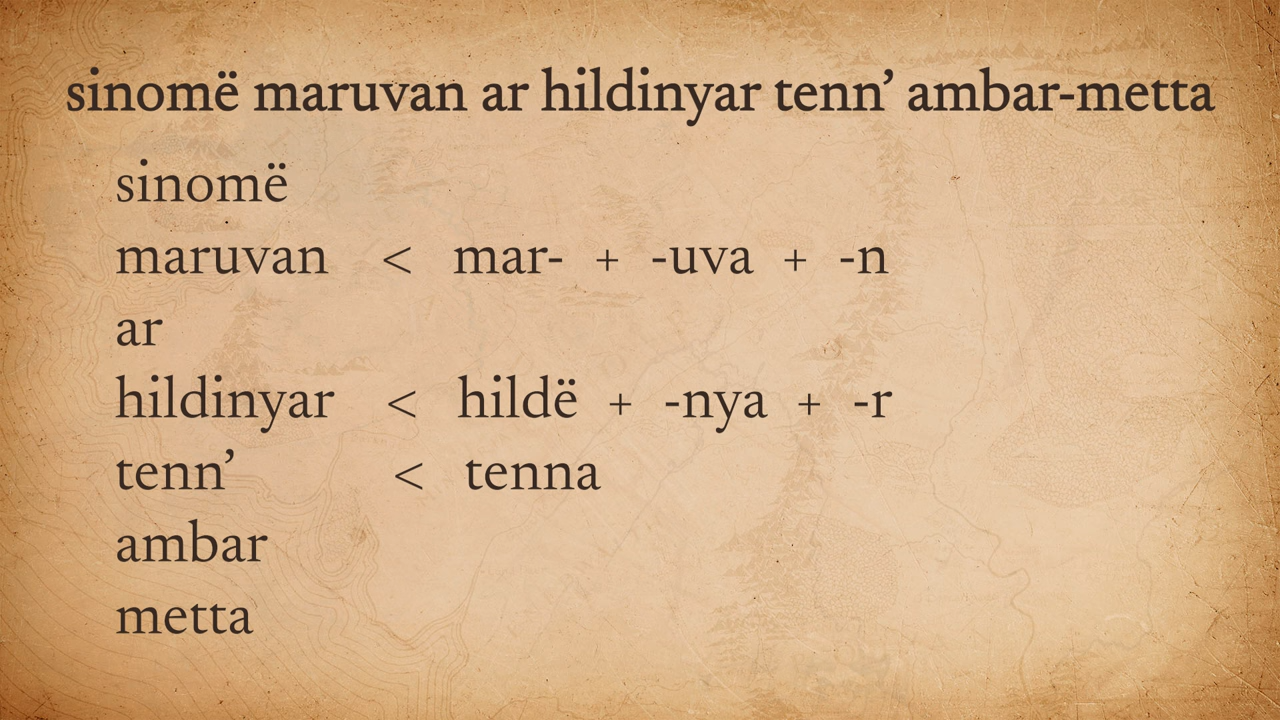 sinomë maruvan ar hildinyar tenn’ ambar-metta
sinomë
maruvan < mar- + -uva + -n
ar
hildinyar < hildë + -nya + -r
tenn’ < tenna
ambar
metta